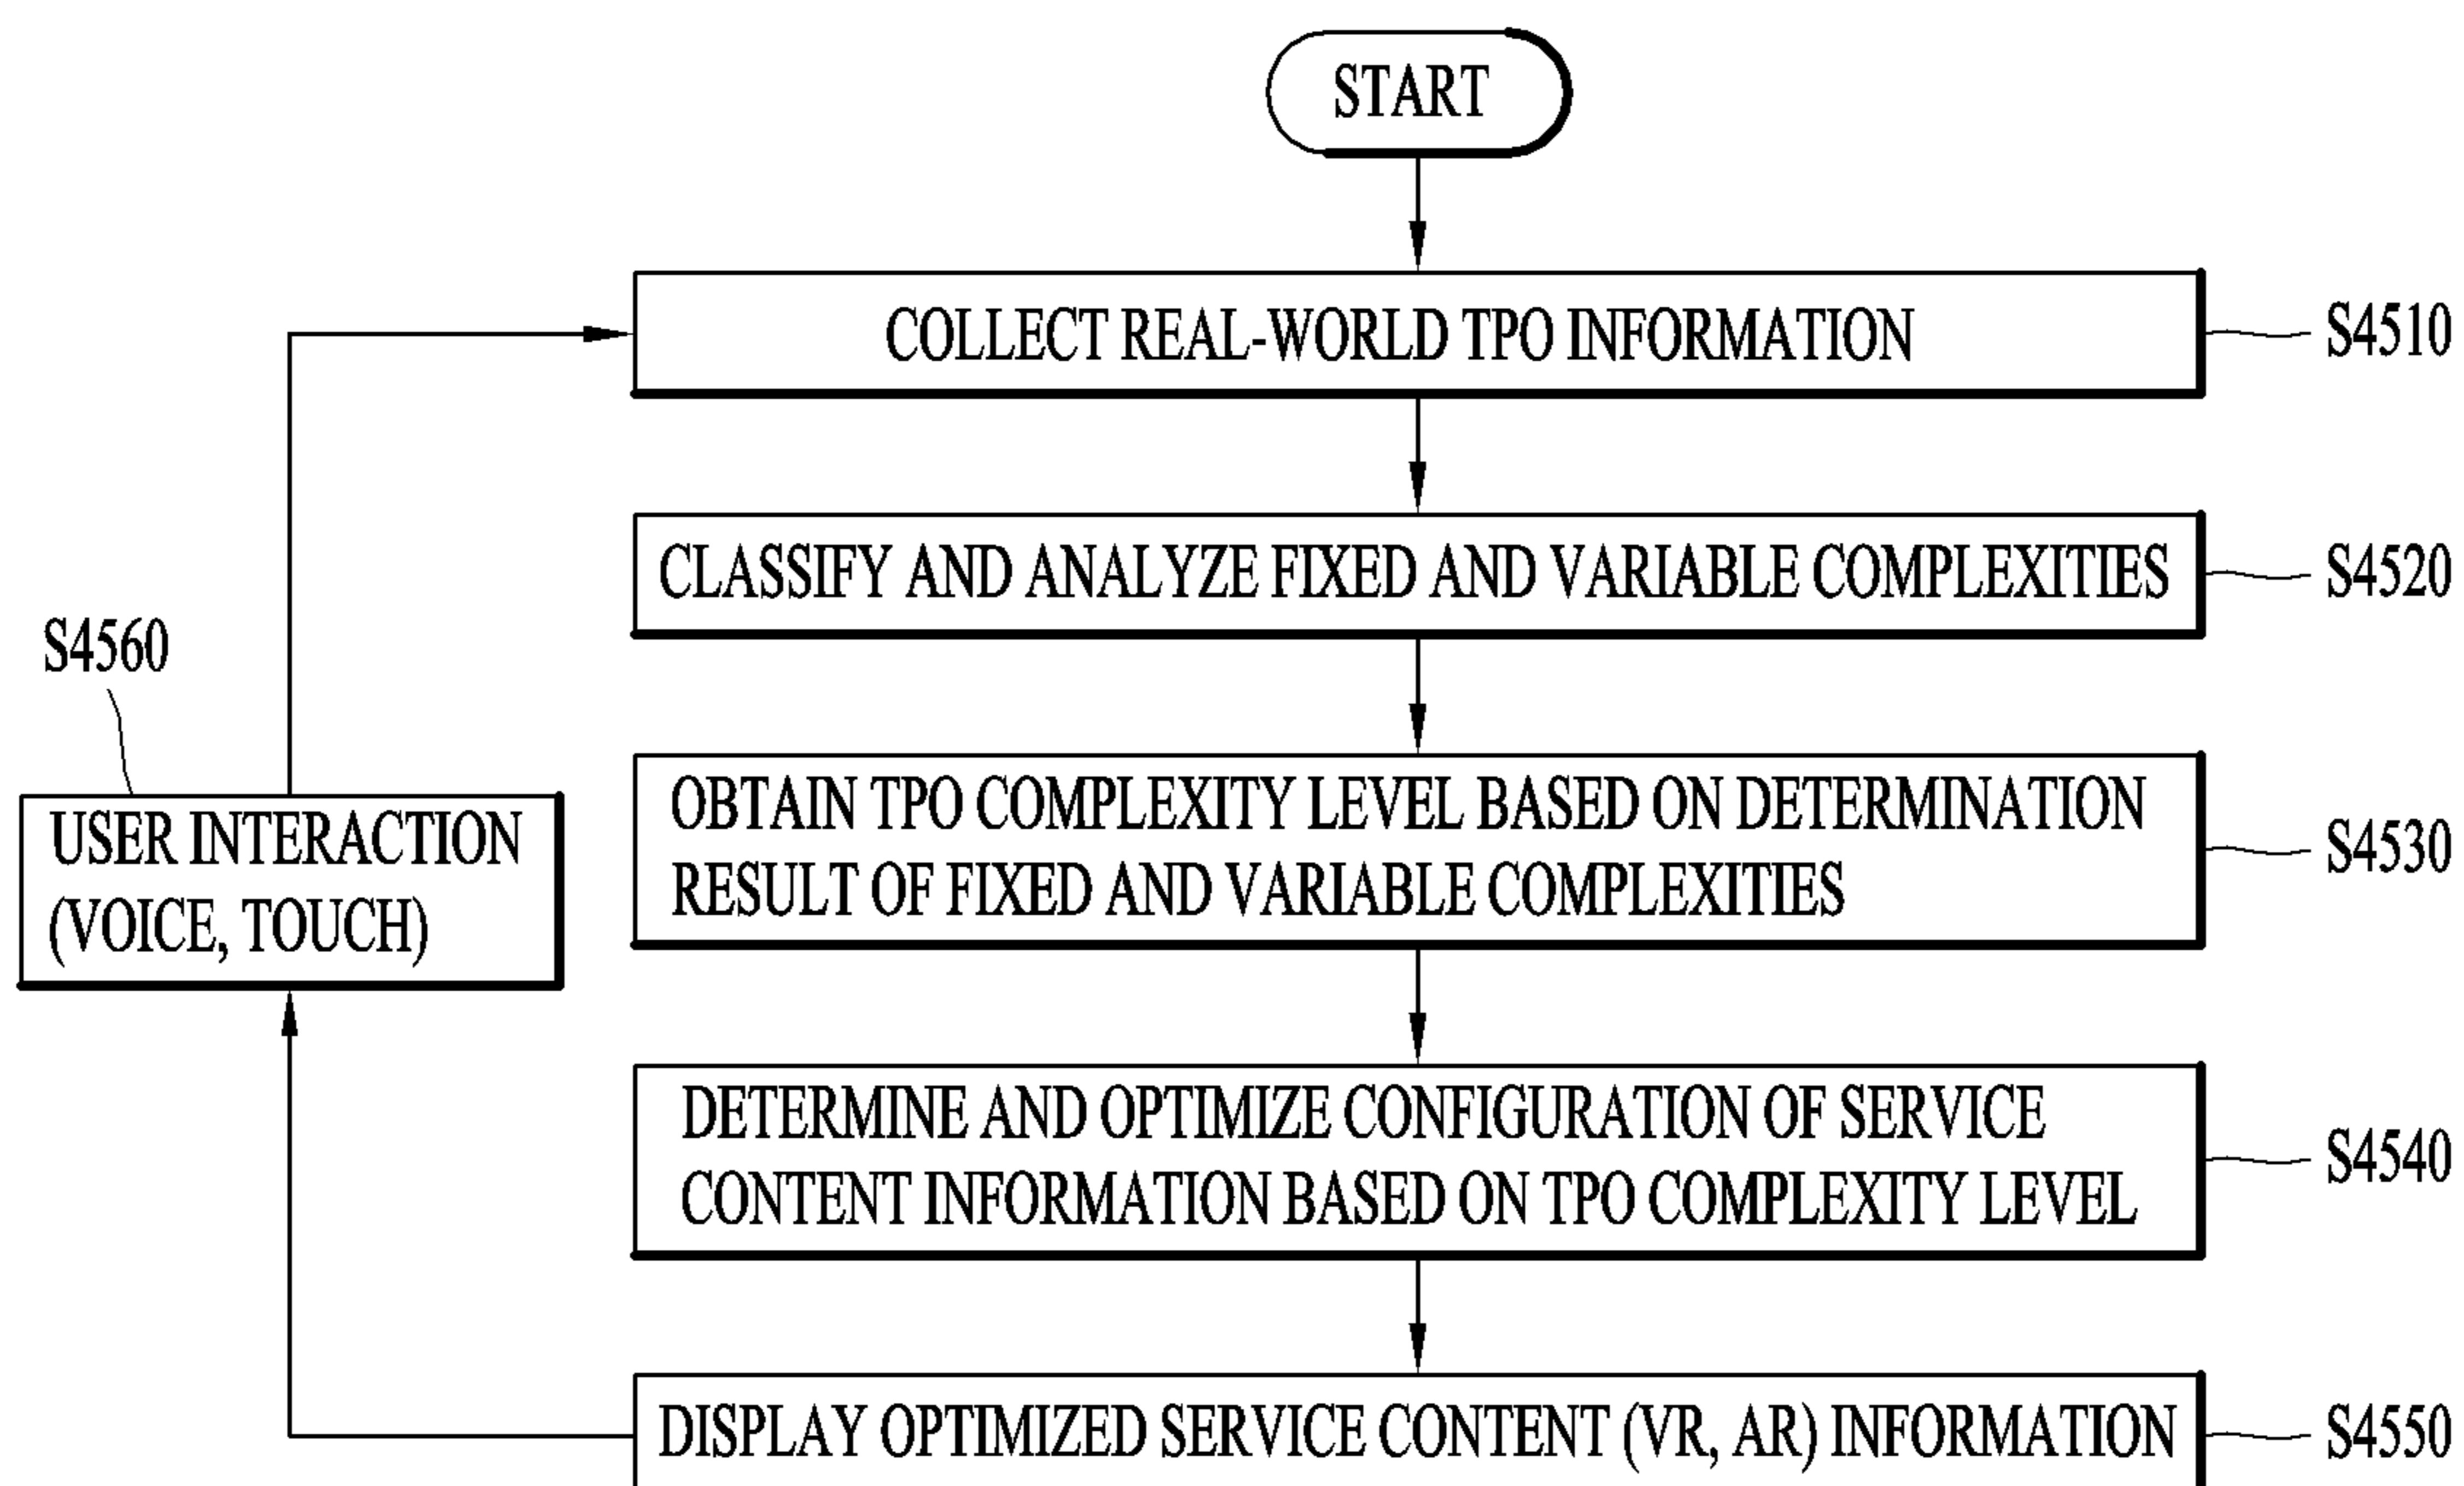 START
COLLECT REAL-WORLD TPO INFORMATION
S4510
CLASSIFY AND ANALYZE FIXED AND VARIABLE COMPLEXITIES
S4520
OBTAIN TPO COMPLEXITY LEVEL BASED ON DETERMINATION
RESULT OF FIXED AND VARIABLE COMPLEXITIES
S4530
DETERMINE AND OPTIMIZE CONFIGURATION OF SERVICE
CONTENT INFORMATION BASED ON TPO COMPLEXITY LEVEL
S4540
DISPLAY OPTIMIZED SERVICE CONTENT (VR, AR) INFORMATION
S4550
S4560
USER INTERACTION
(VOICE, TOUCH)